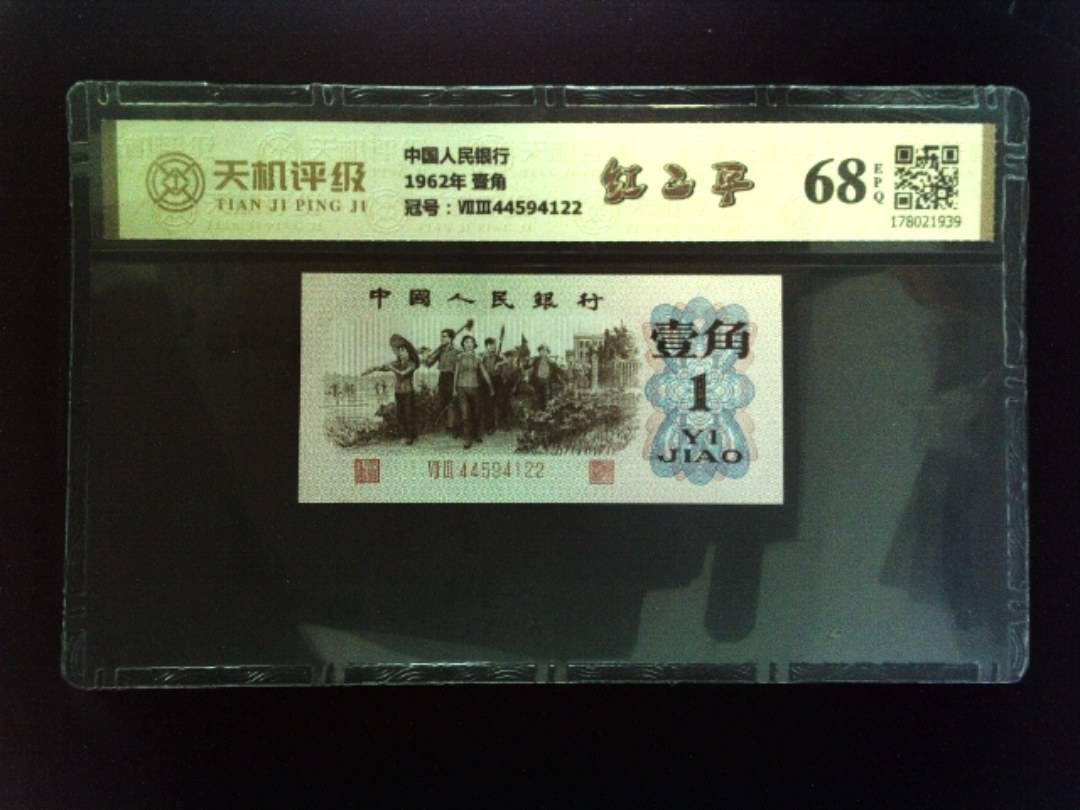 天机评级
TIAN JI PING JI
中国人民银行
1962年 壹角
冠号：ⅦⅢ44594122
红二平
68
EPQ
178021939
中國人民銀行
壹角
1
YI
JIAO
ⅦⅢ 44594122